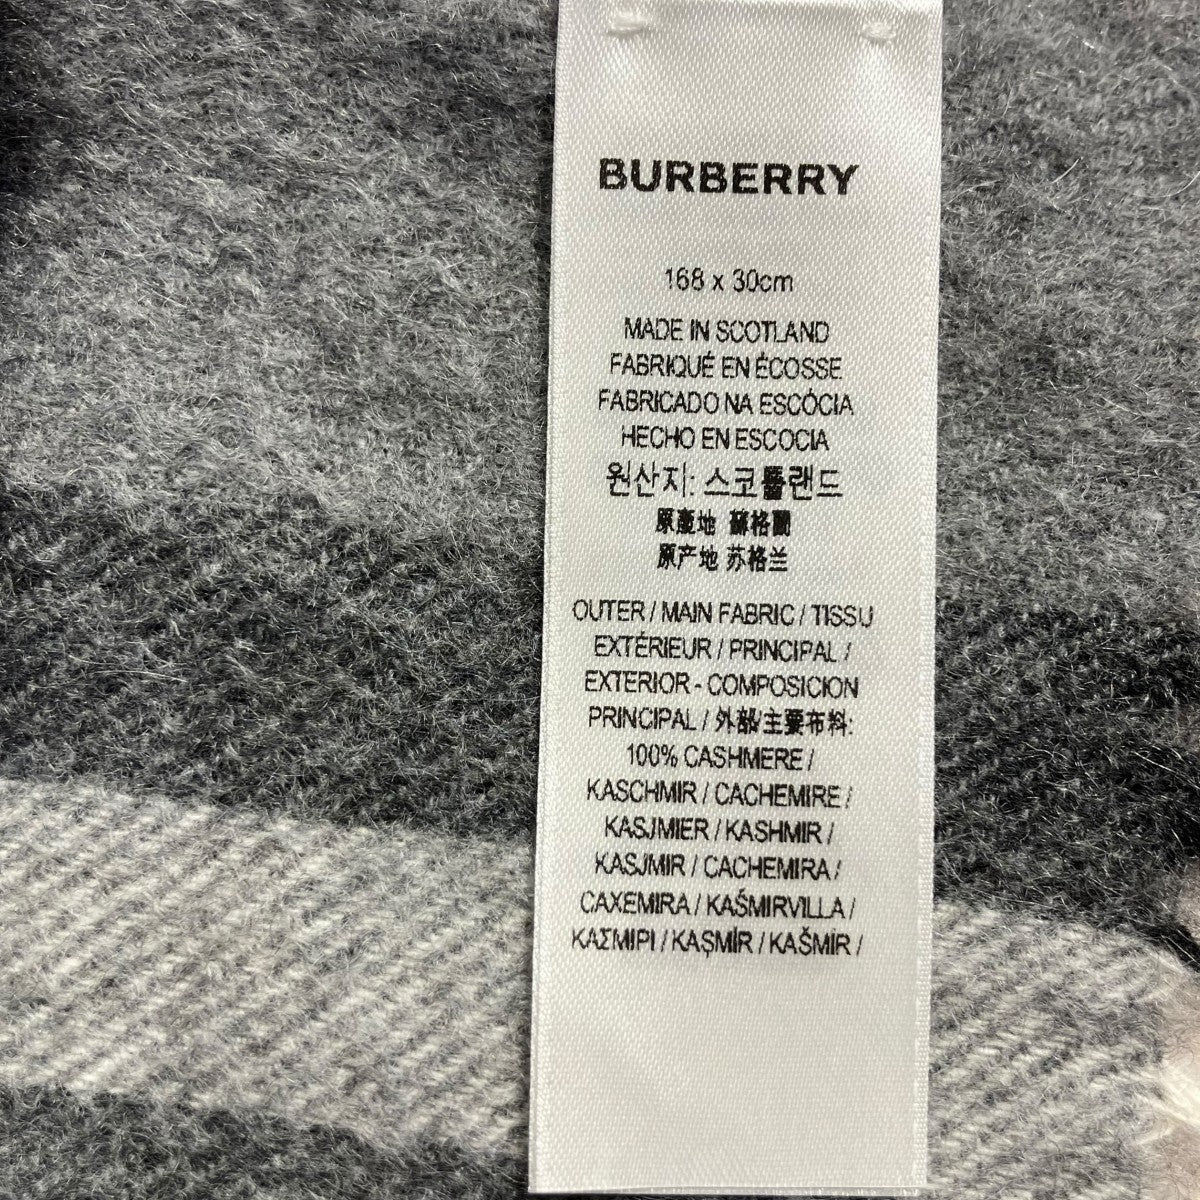 BURBERRY
168 x 30cm
MADE IN SCOTLAND
FABRIQUÉ EN ÉCOSSE
FABRICADO NA ESCÓCIA
HECHO EN ESCOCIA
원산지: 스코틀랜드
原產地 蘇格蘭
原产地 苏格兰
OUTER / MAIN FABRIC / TISSU
EXTÉRIEUR / PRINCIPAL /
EXTERIOR - COMPOSICION
PRINCIPAL / 外部/主要布料:
100% CASHMERE /
KASCHMIR / CACHEMIRE /
KASJMIER / KASHMIR /
KASJMIR / CACHEMIRA /
CAXEMIRA / KAŠMIRVILLA /
ΚΑΣΜΙΡΙ / KAŞMİR / KAŠMÍR /